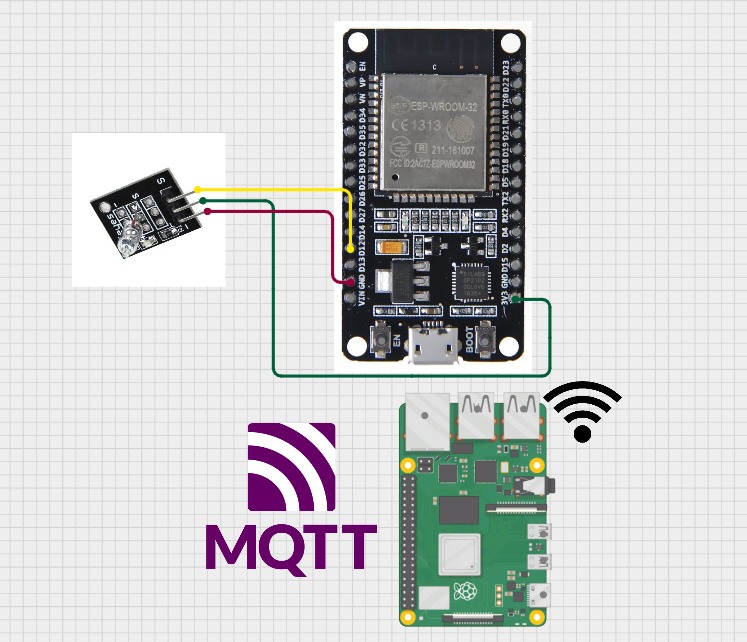 EN
VP
VN
D34
D35
D32
D33
D25
D26
D27
D14
D12
D13
GND
VIN
D23
D22
TX0
RX0
D21
D19
D18
D5
TX2
RX2
D4
D2
D15
GND
3V3
ESP-WROOM-32
CE 1313
R 211-161007
FCC ID:2AC7Z-ESPWROOM32
EN
BOOT
S
MQTT